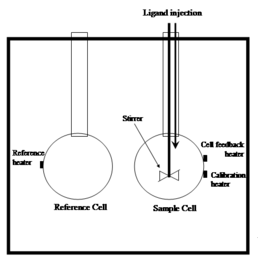 Ligand injection
Stirrer
Reference
heater
Cell feedback
heater
Calibration
heater
Reference Cell
Sample Cell